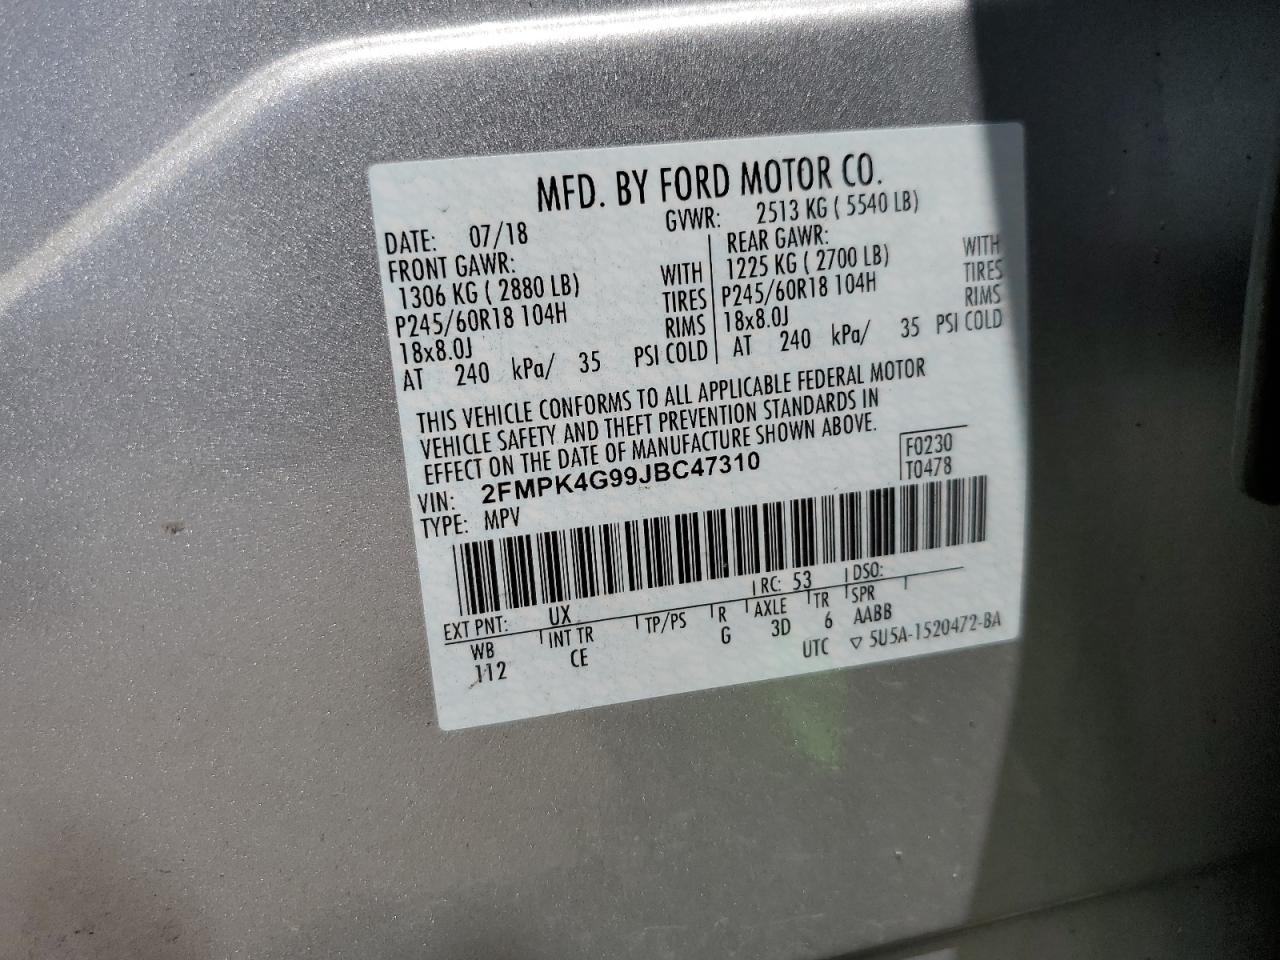 MFD. BY FORD MOTOR CO.
DATE: 07/18 GVWR: 2513 KG ( 5540 LB)
FRONT GAWR: REAR GAWR:
1306 KG ( 2880 LB) WITH 1225 KG ( 2700 LB) WITH
P245/60R18 104H TIRES P245/60R18 104H TIRES
18x8.0J RIMS 18x8.0J RIMS
AT 240 kPa/ 35 PSI COLD AT 240 kPa/ 35 PSI COLD
THIS VEHICLE CONFORMS TO ALL APPLICABLE FEDERAL MOTOR
VEHICLE SAFETY AND THEFT PREVENTION STANDARDS IN
EFFECT ON THE DATE OF MANUFACTURE SHOWN ABOVE.
VIN: 2FMPK4G99JBC47310 F0230
TYPE: MPV T0478
EXT PNT: UX RC: 53 DSO:
WB INT TR TP/PS R AXLE TR SPR
112 CE G 3D 6 AABB
UTC ▽ 5U5A-1520472-BA